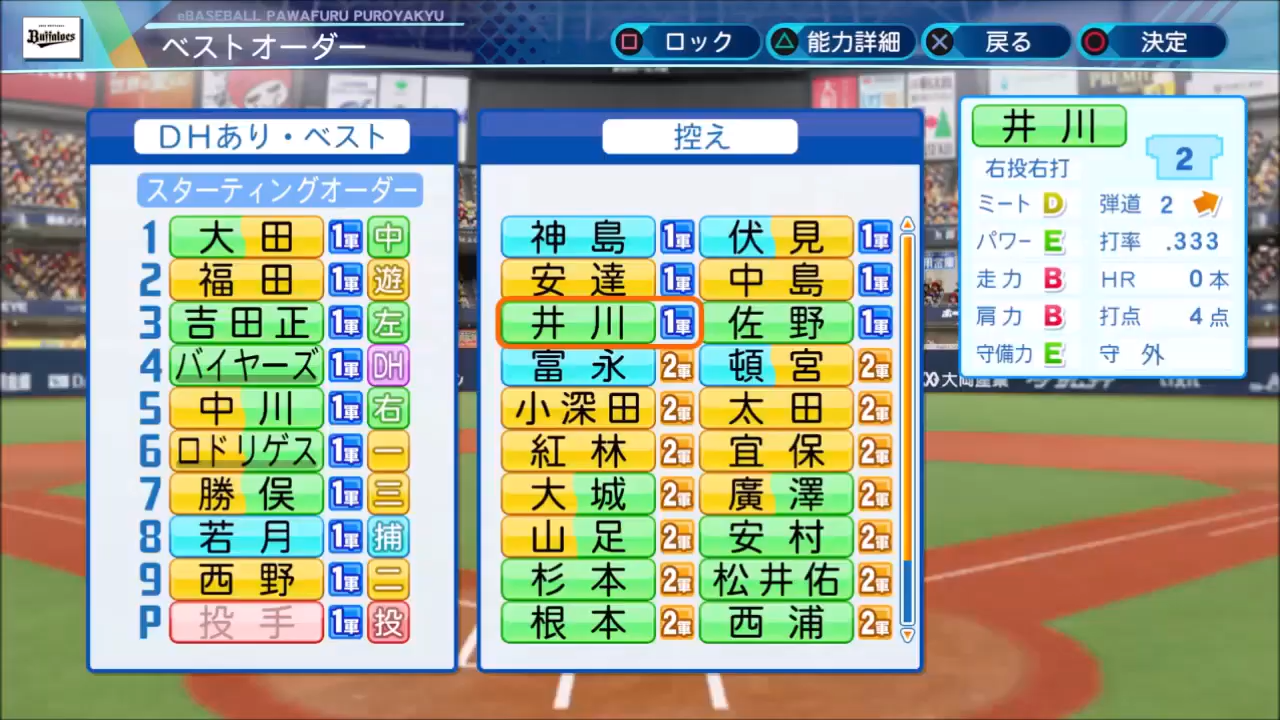 eBASEBALL PAWAFURU PUROYAKYU
Buffaloes
ベストオーダー
ロック
能力詳細
戻る
決定
DHあり・ベスト
スターティングオーダー
1 大田 1軍 中
2 福田 1軍 遊
3 吉田正 1軍 左
4 バイヤーズ 1軍 DH
5 中川 1軍 右
6 ロドリゲス 1軍 一
7 勝俣 1軍 三
8 若月 1軍 捕
9 西野 1軍 二
P 投手 1軍 投
控え
神島 1軍 伏見 1軍
安達 1軍 中島 1軍
井川 1軍 佐野 1軍
富永 2軍 頓宮 2軍
小深田 2軍 太田 2軍
紅林 2軍 宜保 2軍
大城 2軍 廣澤 2軍
山足 2軍 安村 2軍
杉本 2軍 松井佑 2軍
根本 2軍 西浦 2軍
井川
右投右打
2
ミート D 弾道 2
パワー E 打率 .333
走力 B HR 0本
肩力 B 打点 4点
守備力 E 守 外
大岡産業